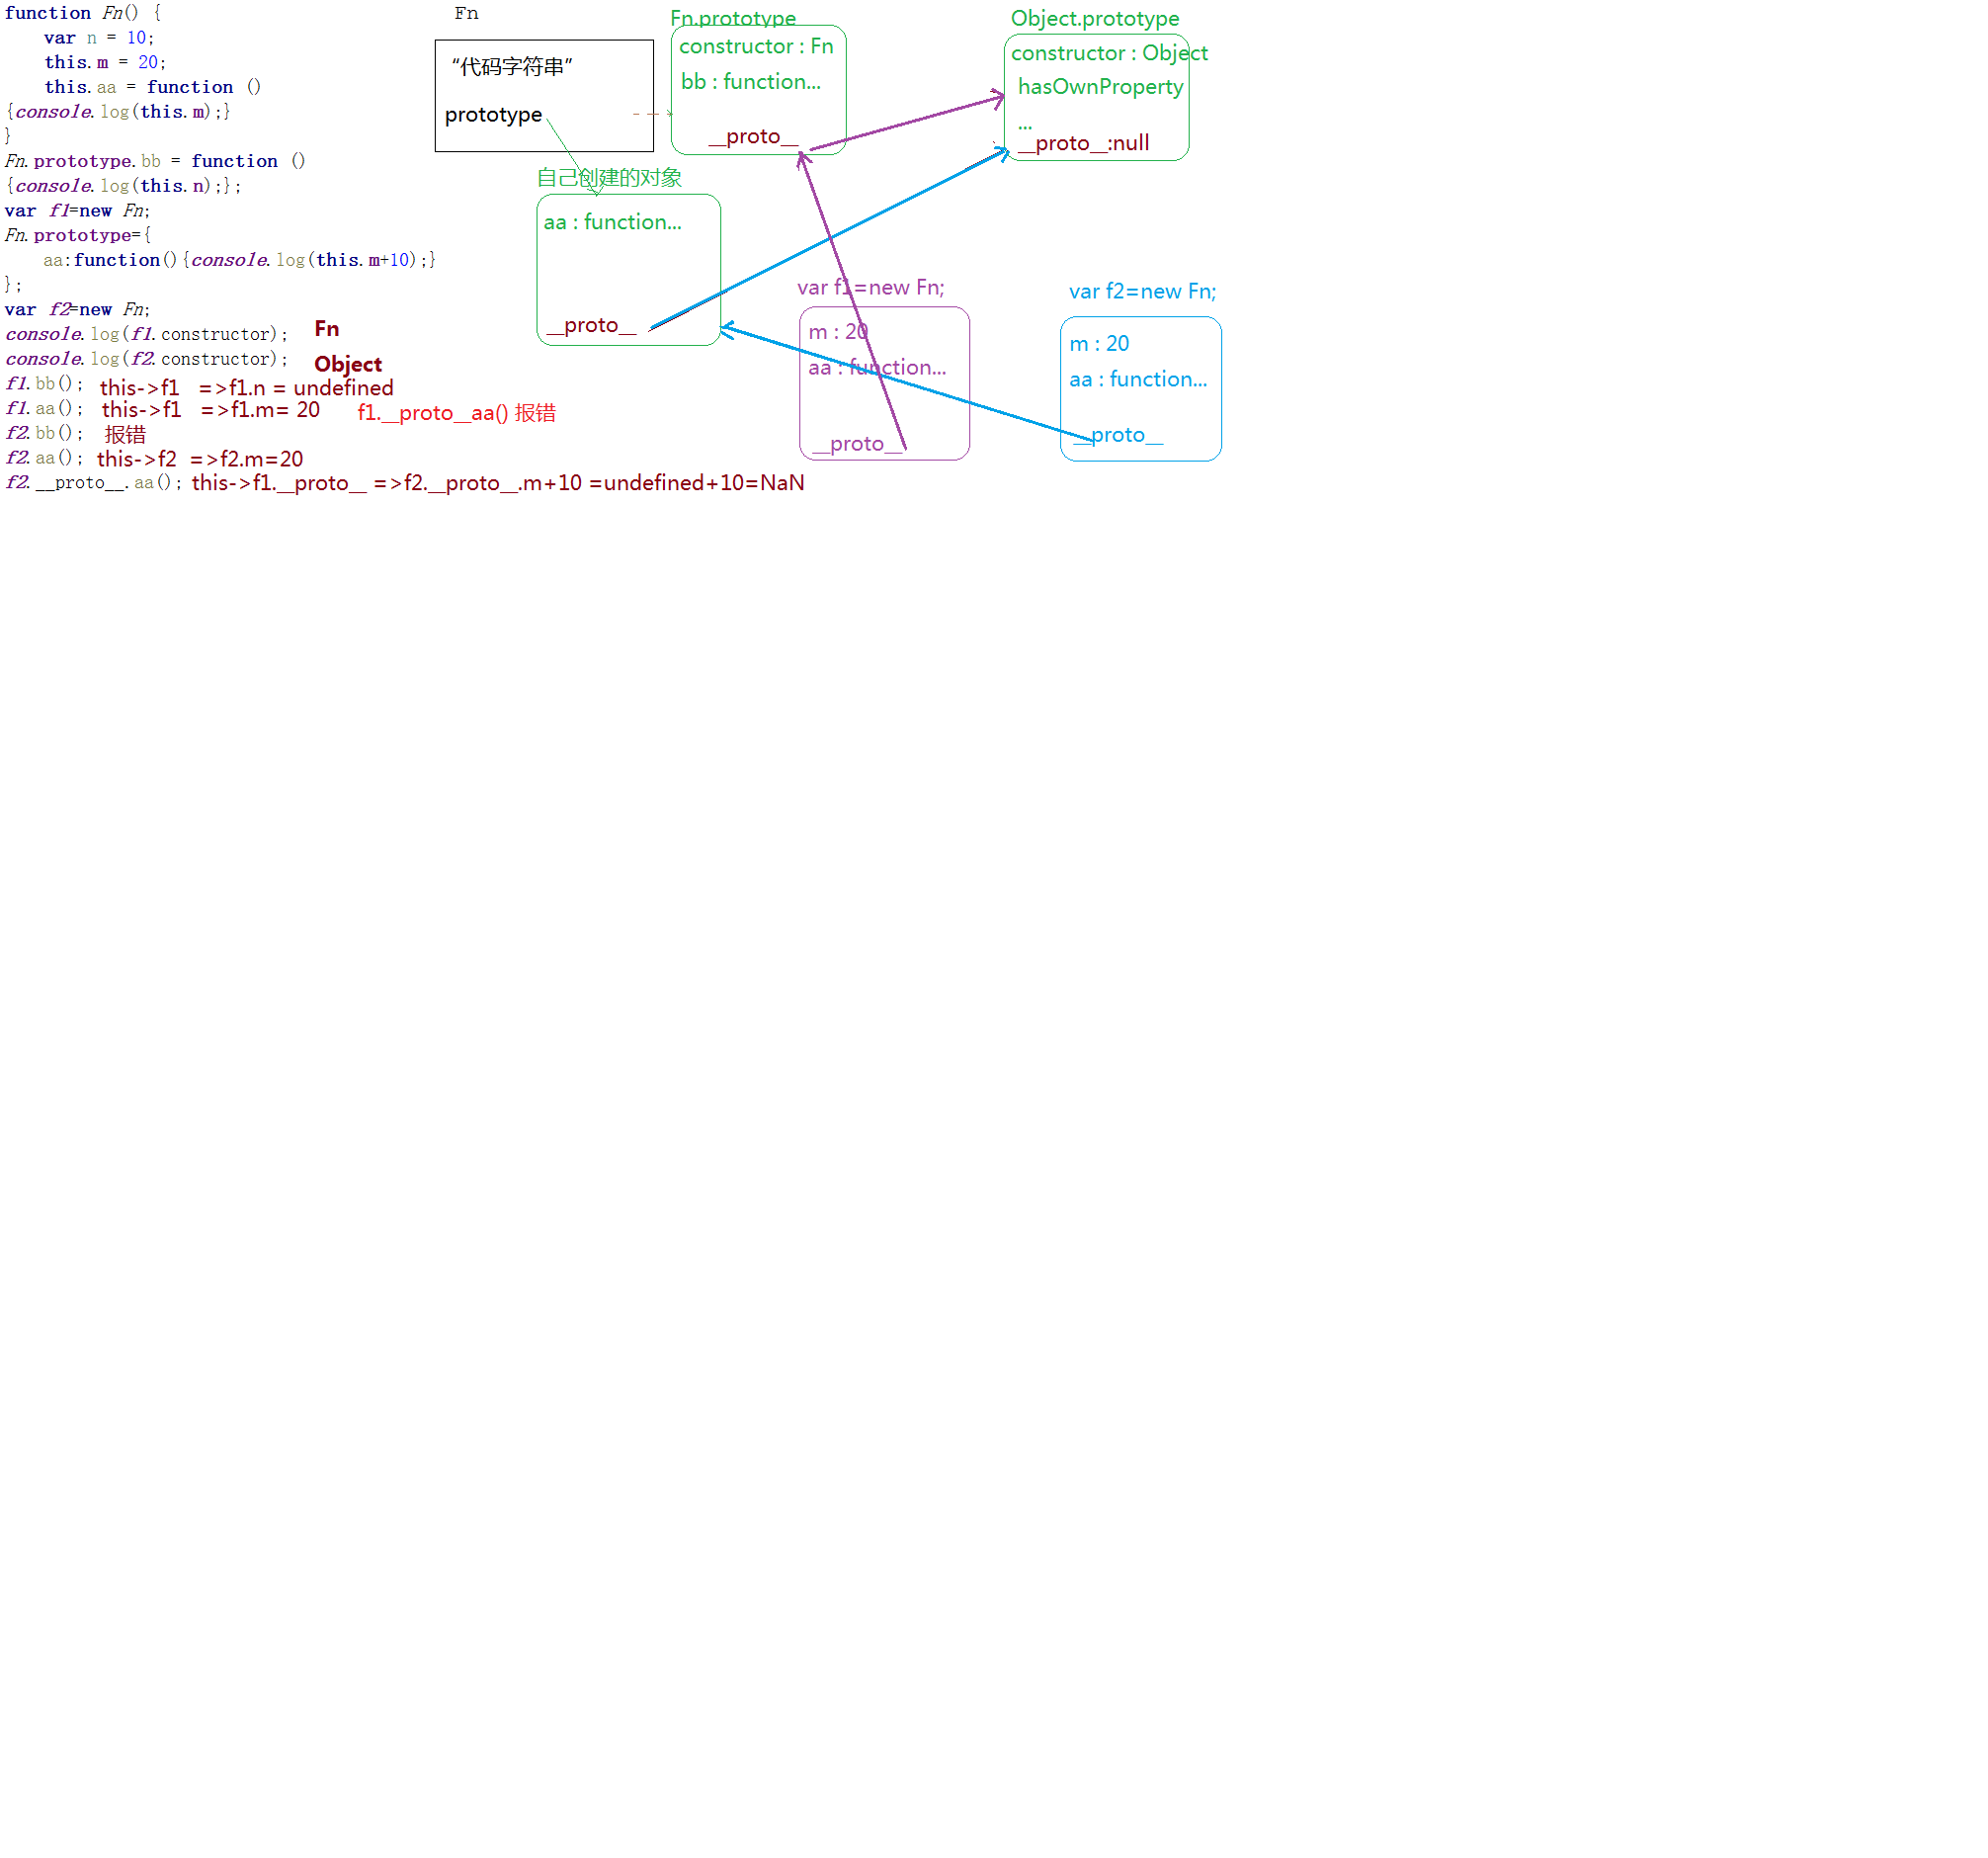 function Fn() {
var n = 10;
this.m = 20;
this.aa = function ()
{console.log(this.m);}
}
Fn.prototype.bb = function ()
{console.log(this.n);};
var f1=new Fn;
Fn.prototype={
aa:function(){console.log(this.m+10);}
};
var f2=new Fn;
console.log(f1.constructor); Fn
console.log(f2.constructor); Object
f1.bb(); this->f1 =>f1.n = undefined
f1.aa(); this->f1 =>f1.m= 20 f1.__proto__aa() 报错
f2.bb(); 报错
f2.aa(); this->f2 =>f2.m=20
f2.__proto__.aa(); this->f1.__proto__ =>f2.__proto__.m+10 =undefined+10=NaN
Fn
“代码字符串”
prototype
Fn.prototype
constructor : Fn
bb : function...
__proto__
Object.prototype
constructor : Object
hasOwnProperty
...
__proto__:null
自己创建的对象
aa : function...
__proto__
var f1=new Fn;
m : 20
aa : function...
__proto__
var f2=new Fn;
m : 20
aa : function...
__proto__